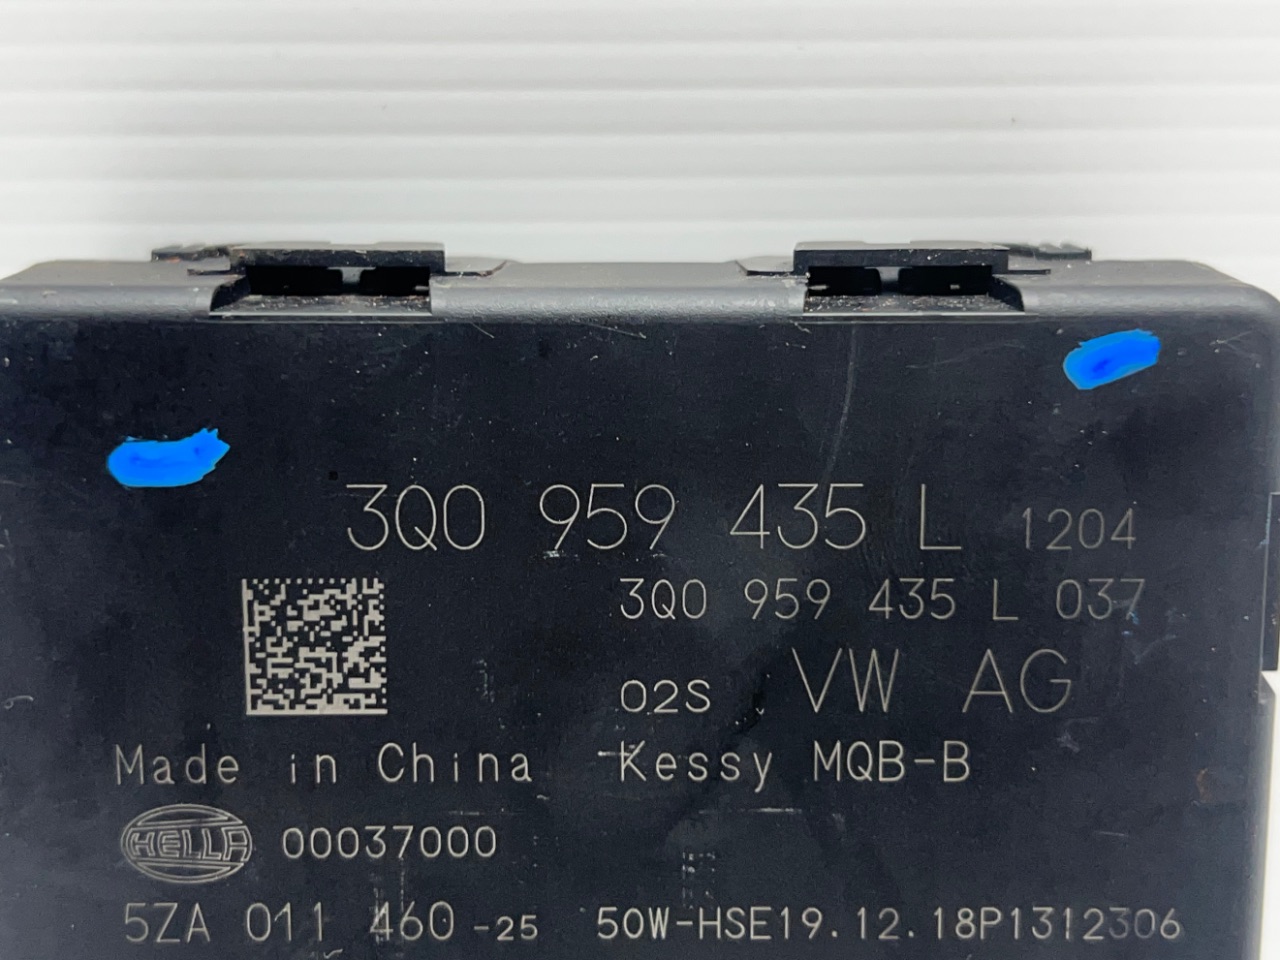 3Q0 959 435 L 1204
3Q0 959 435 L 037
02S VW AG
Made in China Kessy MQB-B
HELLA 00037000
5ZA 011 460-25 50W-HSE19.12.18P1312306